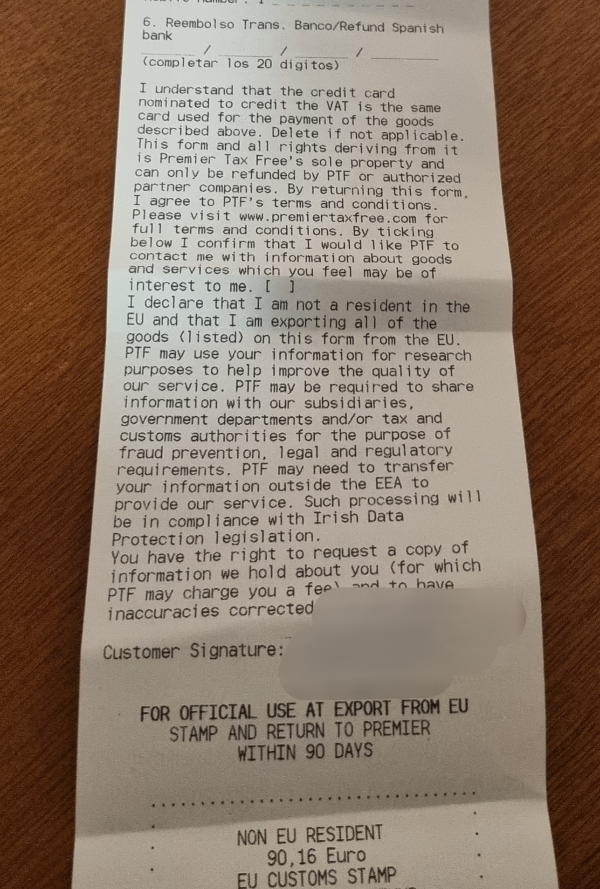 6. Reembolso Trans. Banco/Refund Spanish
bank
/ / /
(completar los 20 digitos)
I understand that the credit card
nominated to credit the VAT is the same
card used for the payment of the goods
described above. Delete if not applicable.
This form and all rights deriving from it
is Premier Tax Free's sole property and
can only be refunded by PTF or authorized
partner companies. By returning this form,
I agree to PTF's terms and conditions.
Please visit www.premiertaxfree.com for
full terms and conditions. By ticking
below I confirm that I would like PTF to
contact me with information about goods
and services which you feel may be of
interest to me. [ ]
I declare that I am not a resident in the
EU and that I am exporting all of the
goods (listed) on this form from the EU.
PTF may use your information for research
purposes to help improve the quality of
our service. PTF may be required to share
information with our subsidiaries,
government departments and/or tax and
customs authorities for the purpose of
fraud prevention, legal and regulatory
requirements. PTF may need to transfer
your information outside the EEA to
provide our service. Such processing will
be in compliance with Irish Data
Protection legislation.
You have the right to request a copy of
information we hold about you (for which
PTF may charge you a fee) and to have
inaccuracies corrected
Customer Signature:
FOR OFFICIAL USE AT EXPORT FROM EU
STAMP AND RETURN TO PREMIER
WITHIN 90 DAYS
NON EU RESIDENT
90,16 Euro
EU CUSTOMS STAMP